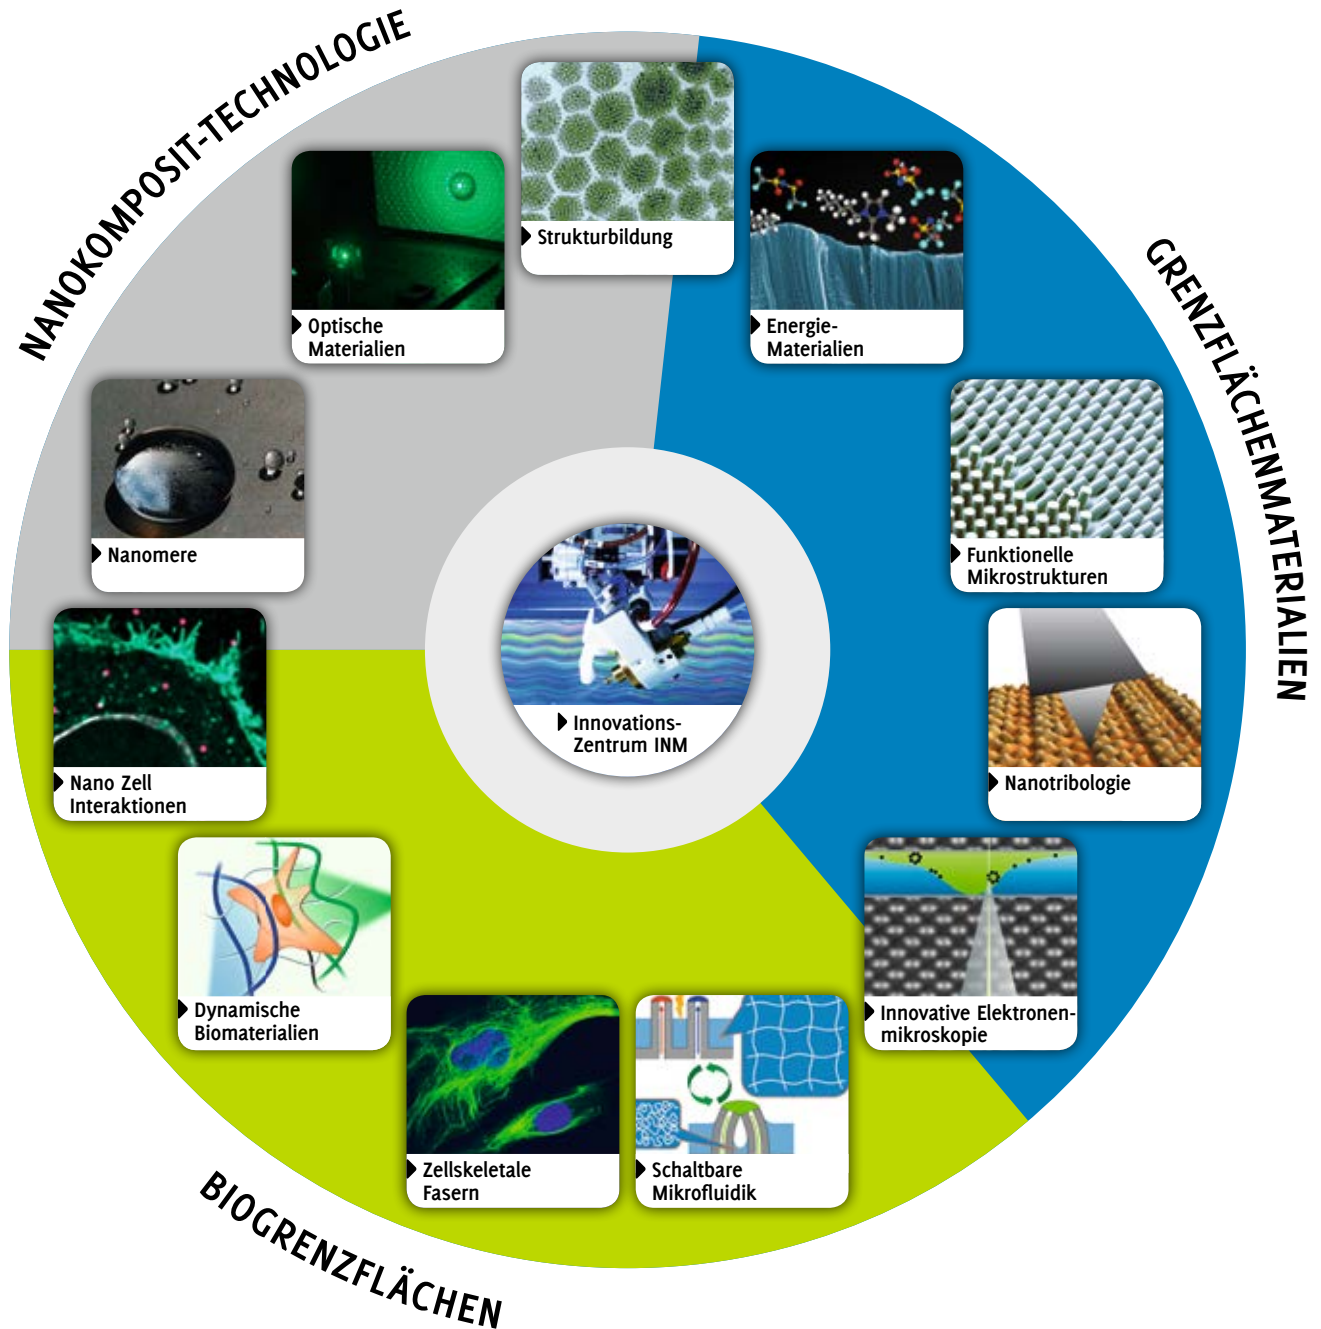 NANOKOMPOSIT-TECHNOLOGIE
GRENZFLÄCHENMATERIALIEN
BIOGRENZFLÄCHEN
Strukturbildung
Optische
Materialien
Energie-
Materialien
Nanomere
Funktionelle
Mikrostrukturen
Innovations-
Zentrum INM
Nano Zell
Interaktionen
Nanotribologie
Dynamische
Biomaterialien
Innovative Elektronen-
mikroskopie
Zellskeletale
Fasern
Schaltbare
Mikrofluidik